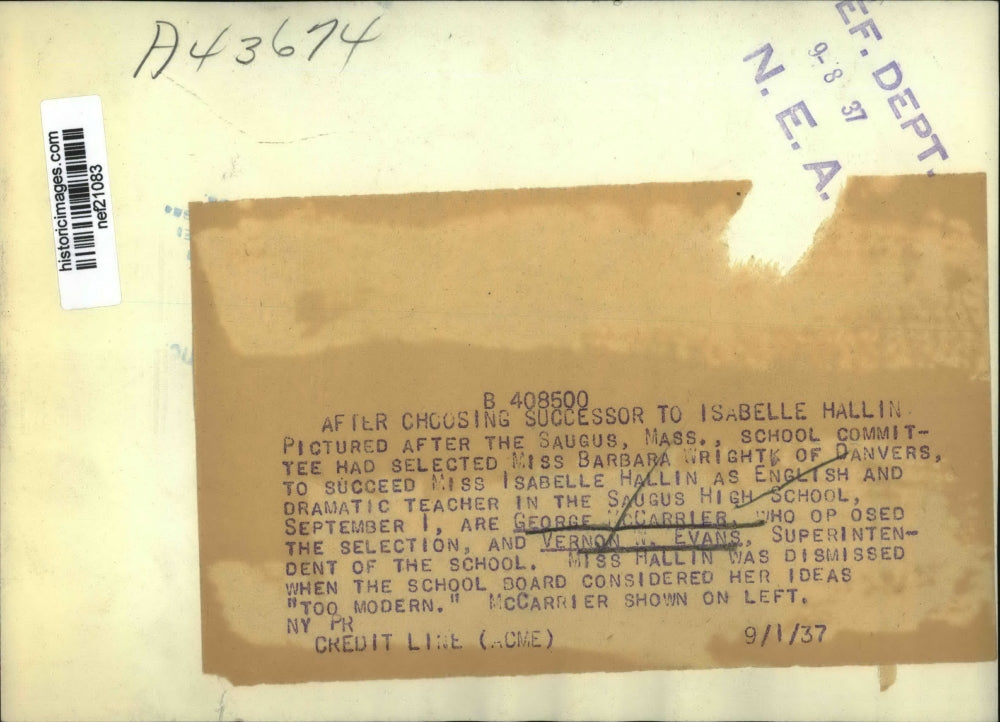 A43674
EF. DEPT.
9-8 37
N. E. A.
historicimages.com
nef21083
B 408500
AFTER CHOOSING SUCCESSOR TO ISABELLE HALLIN
PICTURED AFTER THE SAUGUS, MASS., SCHOOL COMMIT-
TEE HAD SELECTED MISS BARBARA WRIGHTK OF DANVERS,
TO SUCCEED MISS ISABELLE HALLIN AS ENGLISH AND
DRAMATIC TEACHER IN THE SAUGUS HIGH SCHOOL,
SEPTEMBER 1, ARE GEORGE MCCARRIER, WHO OP OSED
THE SELECTION, AND VERNON W. EVANS, SUPERINTEN-
DENT OF THE SCHOOL. MISS HALLIN WAS DISMISSED
WHEN THE SCHOOL BOARD CONSIDERED HER IDEAS
"TOO MODERN." MCCARRIER SHOWN ON LEFT.
NY PR
CREDIT LINE (ACME) 9/1/37